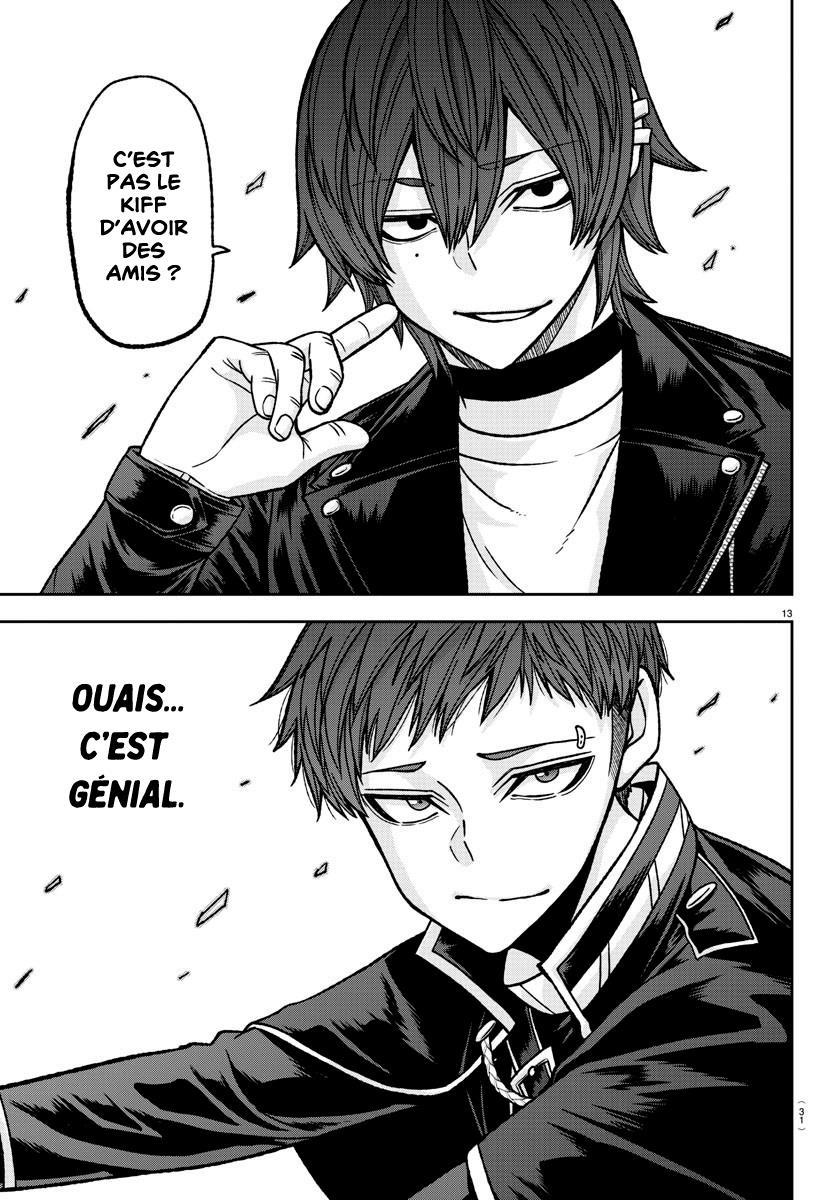 C'EST
PAS LE
KIFF
D'AVOIR
DES
AMIS ?
13
OUAIS...
C'EST
GÉNIAL.
(31)